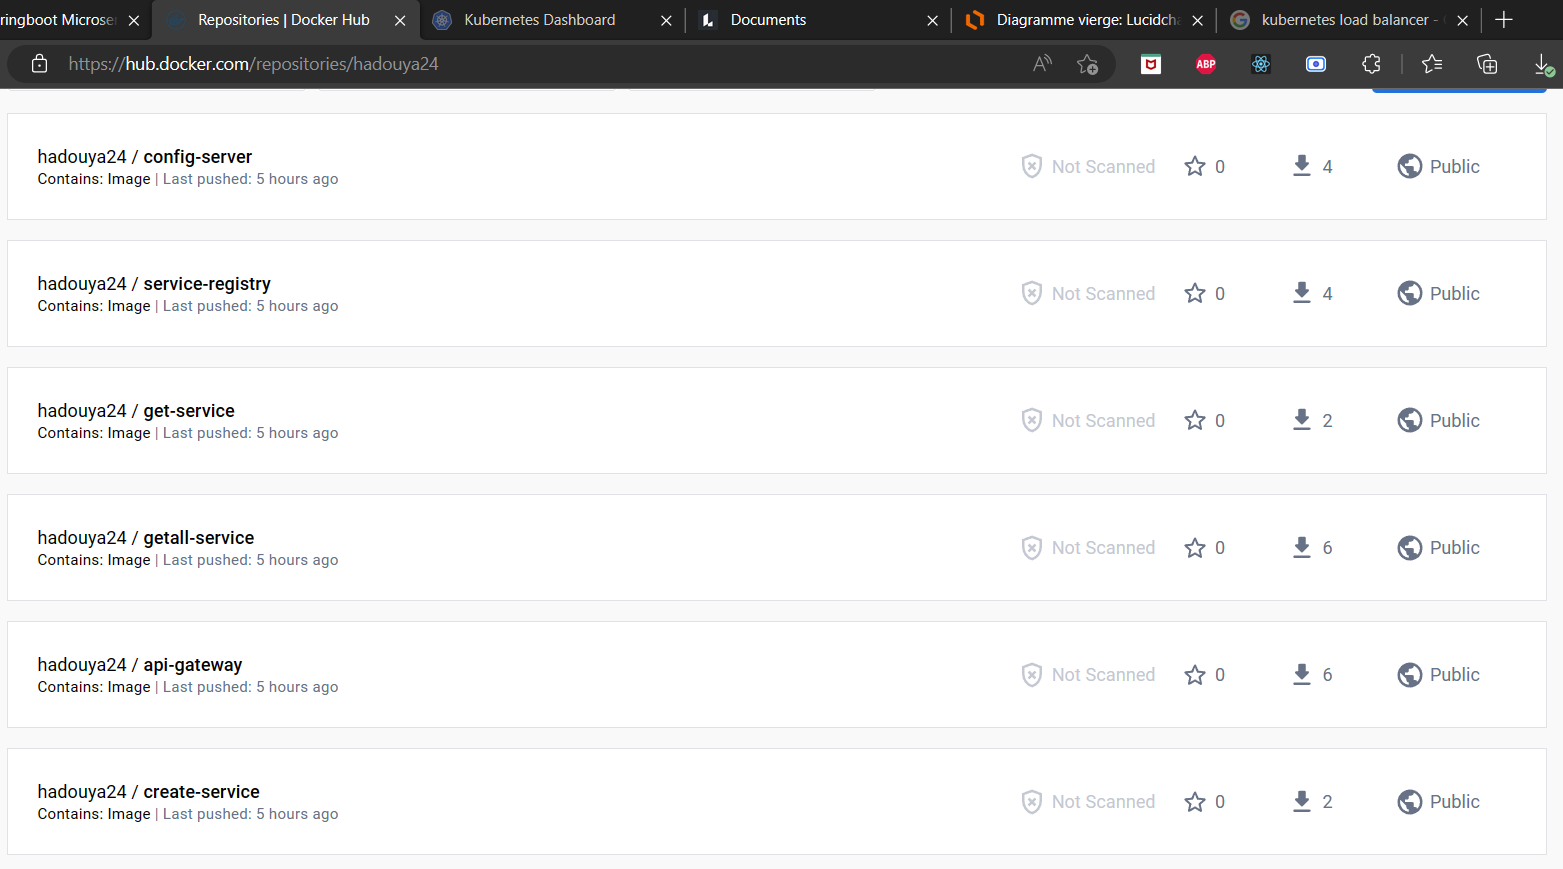 ringboot Microser
Repositories | Docker Hub
Kubernetes Dashboard
Documents
Diagramme vierge: Lucidcha
kubernetes load balancer -
https://hub.docker.com/repositories/hadouya24
ABP
hadouya24 / config-server
Contains: Image | Last pushed: 5 hours ago
Not Scanned
0
4
Public
hadouya24 / service-registry
Contains: Image | Last pushed: 5 hours ago
Not Scanned
0
4
Public
hadouya24 / get-service
Contains: Image | Last pushed: 5 hours ago
Not Scanned
0
2
Public
hadouya24 / getall-service
Contains: Image | Last pushed: 5 hours ago
Not Scanned
0
6
Public
hadouya24 / api-gateway
Contains: Image | Last pushed: 5 hours ago
Not Scanned
0
6
Public
hadouya24 / create-service
Contains: Image | Last pushed: 5 hours ago
Not Scanned
0
2
Public